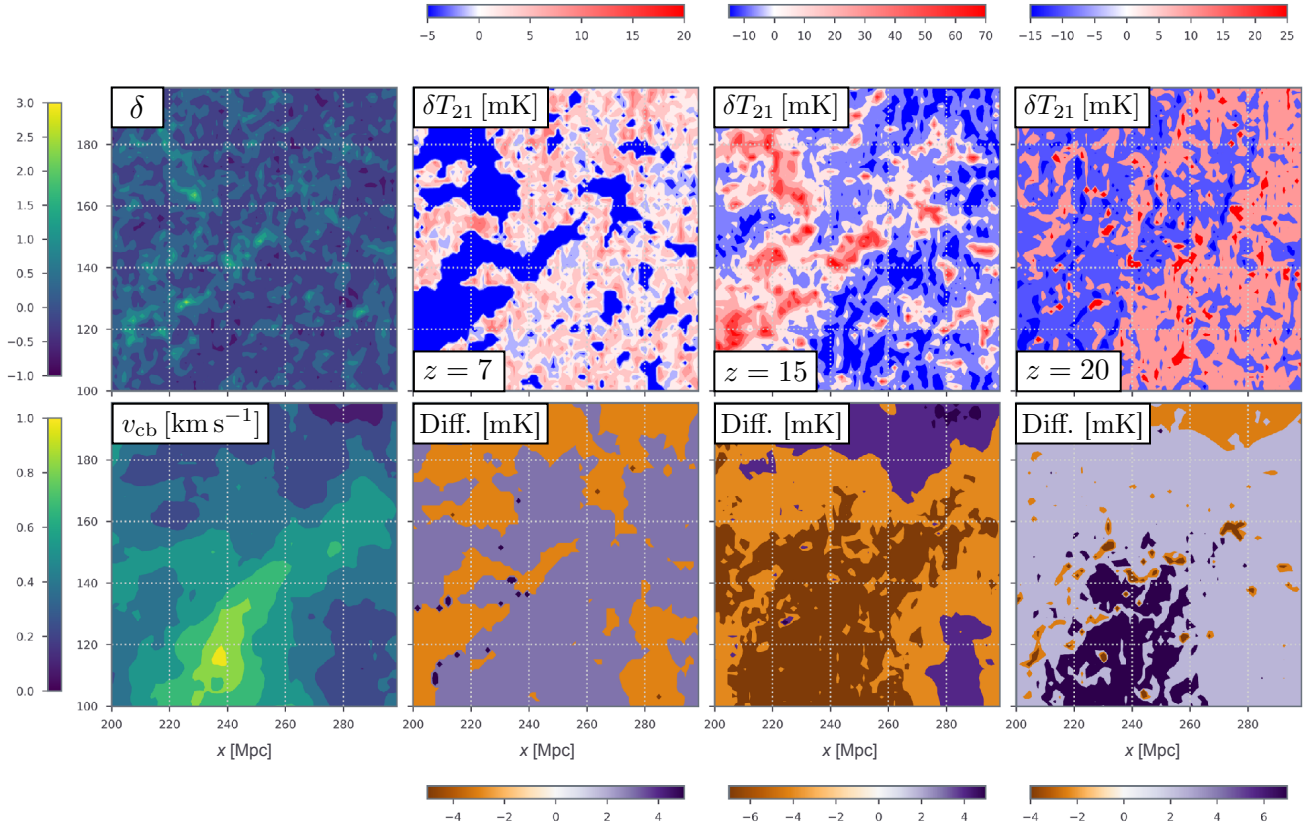 −5 0 5 10 15 20
−10 0 10 20 30 40 50 60 70
−15 −10 −5 0 5 10 15 20 25
δ
δT21 [mK]
δT21 [mK]
δT21 [mK]
3.0
2.5
2.0
1.5
1.0
0.5
0.0
−0.5
−1.0
180
160
140
120
100
z = 7
z = 15
z = 20
vcb [km s−1]
Diff. [mK]
Diff. [mK]
Diff. [mK]
1.0
0.8
0.6
0.4
0.2
0.0
180
160
140
120
100
200 220 240 260 280
200 220 240 260 280
200 220 240 260 280
200 220 240 260 280
x [Mpc]
x [Mpc]
x [Mpc]
x [Mpc]
−4 −2 0 2 4
−6 −4 −2 0 2 4
−4 −2 0 2 4 6